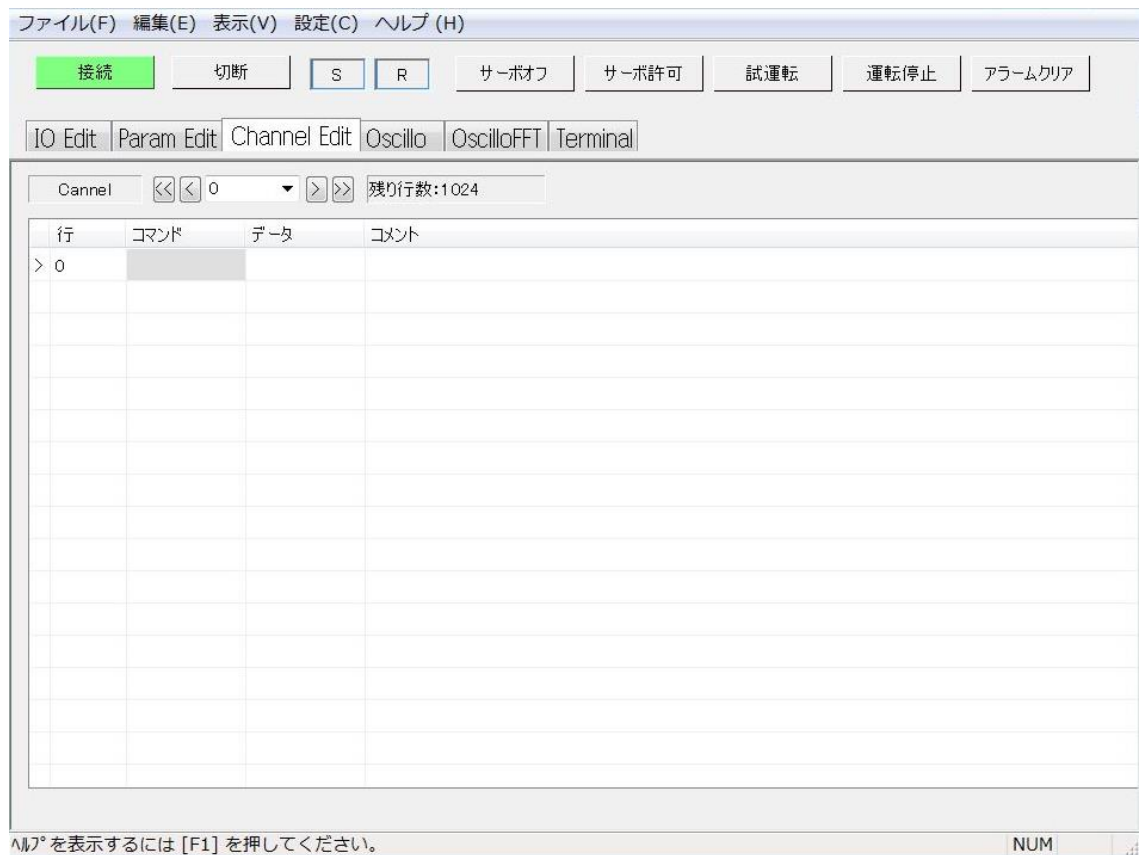 ファイル(F) 編集(E) 表示(V) 設定(C) ヘルプ (H)
接続 切断 S R サーボオフ サーボ許可 試運転 運転停止 アラームクリア
IO Edit Param Edit Channel Edit Oscillo OscilloFFT Terminal
Cannel << < 0 > >> 残り行数:1024
行 コマンド データ コメント
> 0
ヘルプを表示するには [F1] を押してください。 NUM